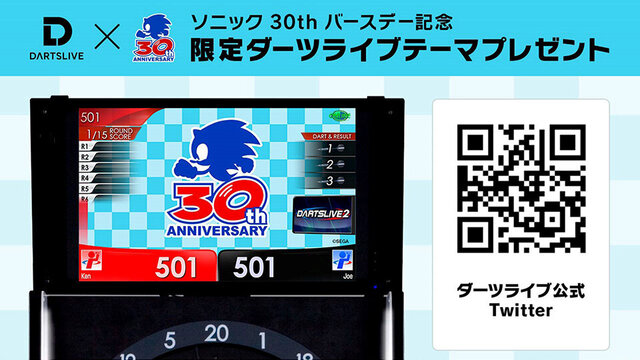 DARTSLIVE
×
30th
ANNIVERSARY
ソニック 30th バースデー記念
限定ダーツライブテーマプレゼント
501
1/15 ROUND SCORE
R1
R2
R3
R4
R5
R6
DART & RESULT
1
2
3
30th
ANNIVERSARY
DARTSLIVE2
©SEGA
501
501
Ken
Joe
12
5
20
1
18
ダーツライブ公式
Twitter